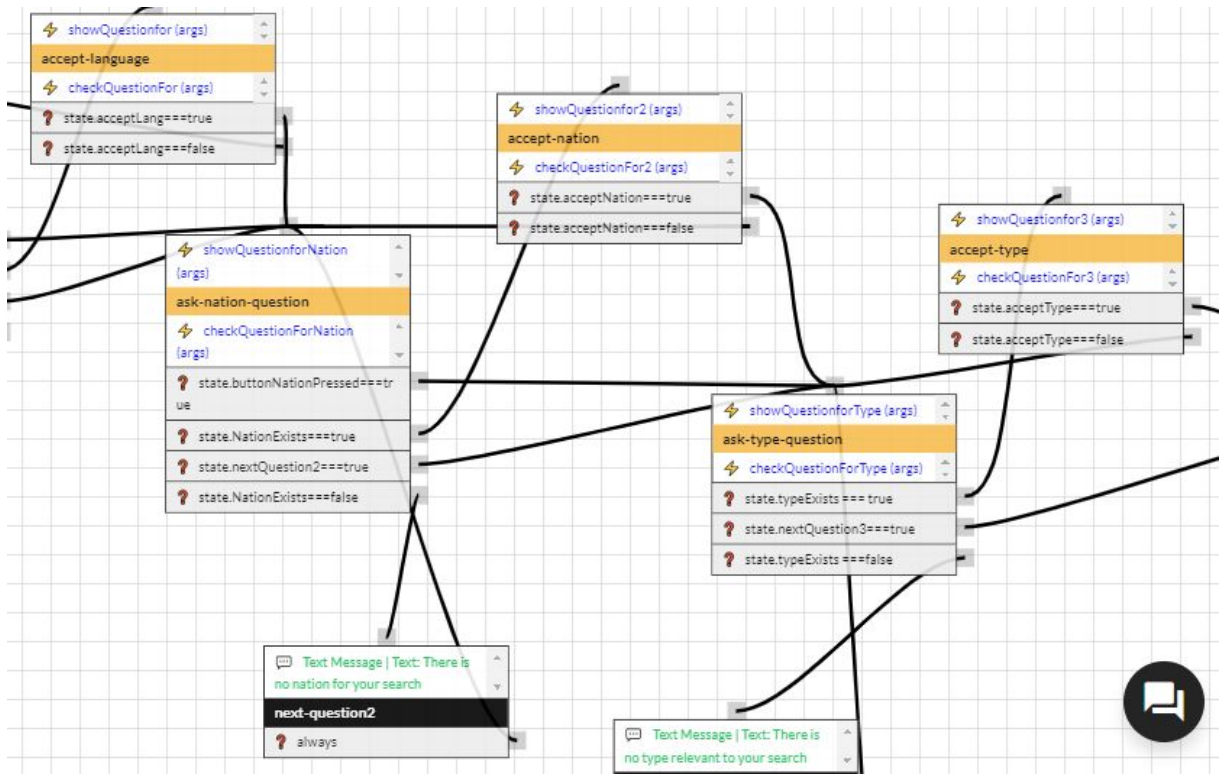 showQuestionfor (args)
accept-language
checkQuestionFor (args)
? state.acceptLang===true
? state.acceptLang===false
showQuestionfor2 (args)
accept-nation
checkQuestionFor2 (args)
? state.acceptNation===true
? state.acceptNation===false
showQuestionfor3 (args)
accept-type
checkQuestionFor3 (args)
? state.acceptType===true
? state.acceptType===false
showQuestionforNation
(args)
ask-nation-question
checkQuestionForNation
(args)
? state.buttonNationPressed===tr
ue
? state.NationExists===true
? state.nextQuestion2===true
? state.NationExists===false
showQuestionforType (args)
ask-type-question
checkQuestionForType (args)
? state.typeExists === true
? state.nextQuestion3===true
? state.typeExists ===false
Text Message | Text: There is
no nation for your search
next-question2
? always
Text Message | Text: There is
no type relevant to your search